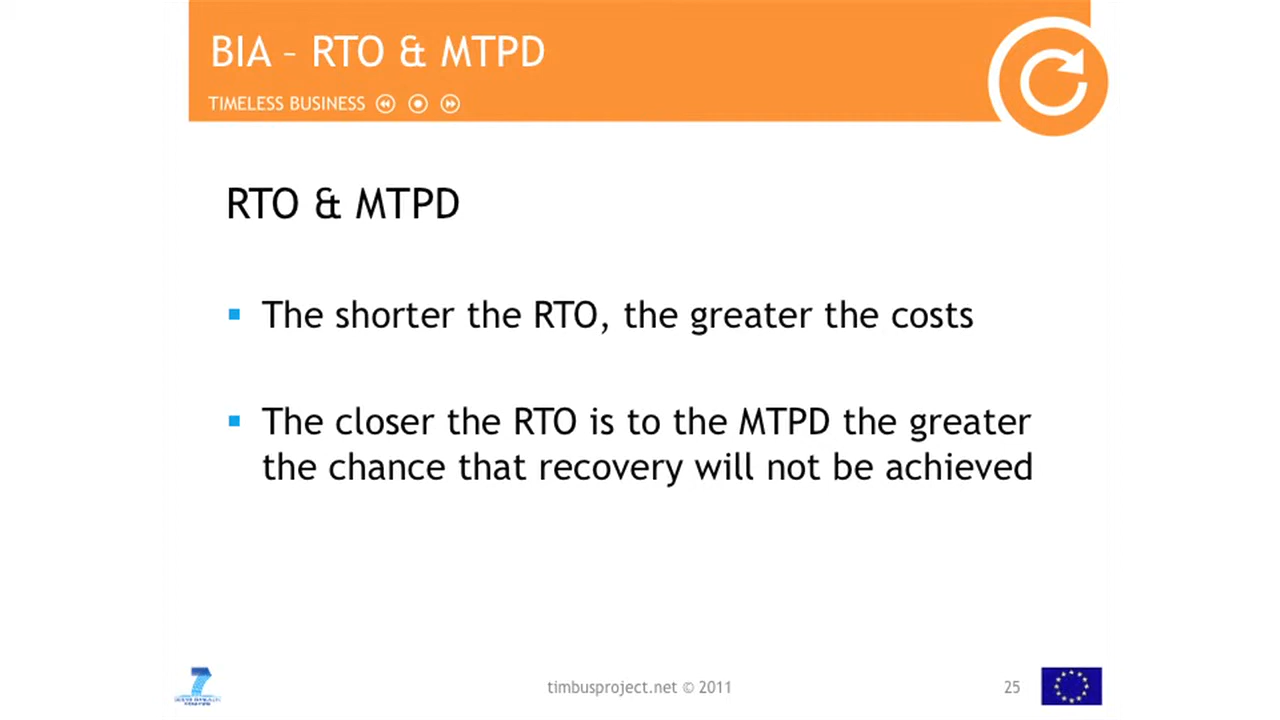 BIA – RTO & MTPD
TIMELESS BUSINESS
RTO & MTPD
The shorter the RTO, the greater the costs
The closer the RTO is to the MTPD the greater
the chance that recovery will not be achieved
7
timbusproject.net © 2011
25